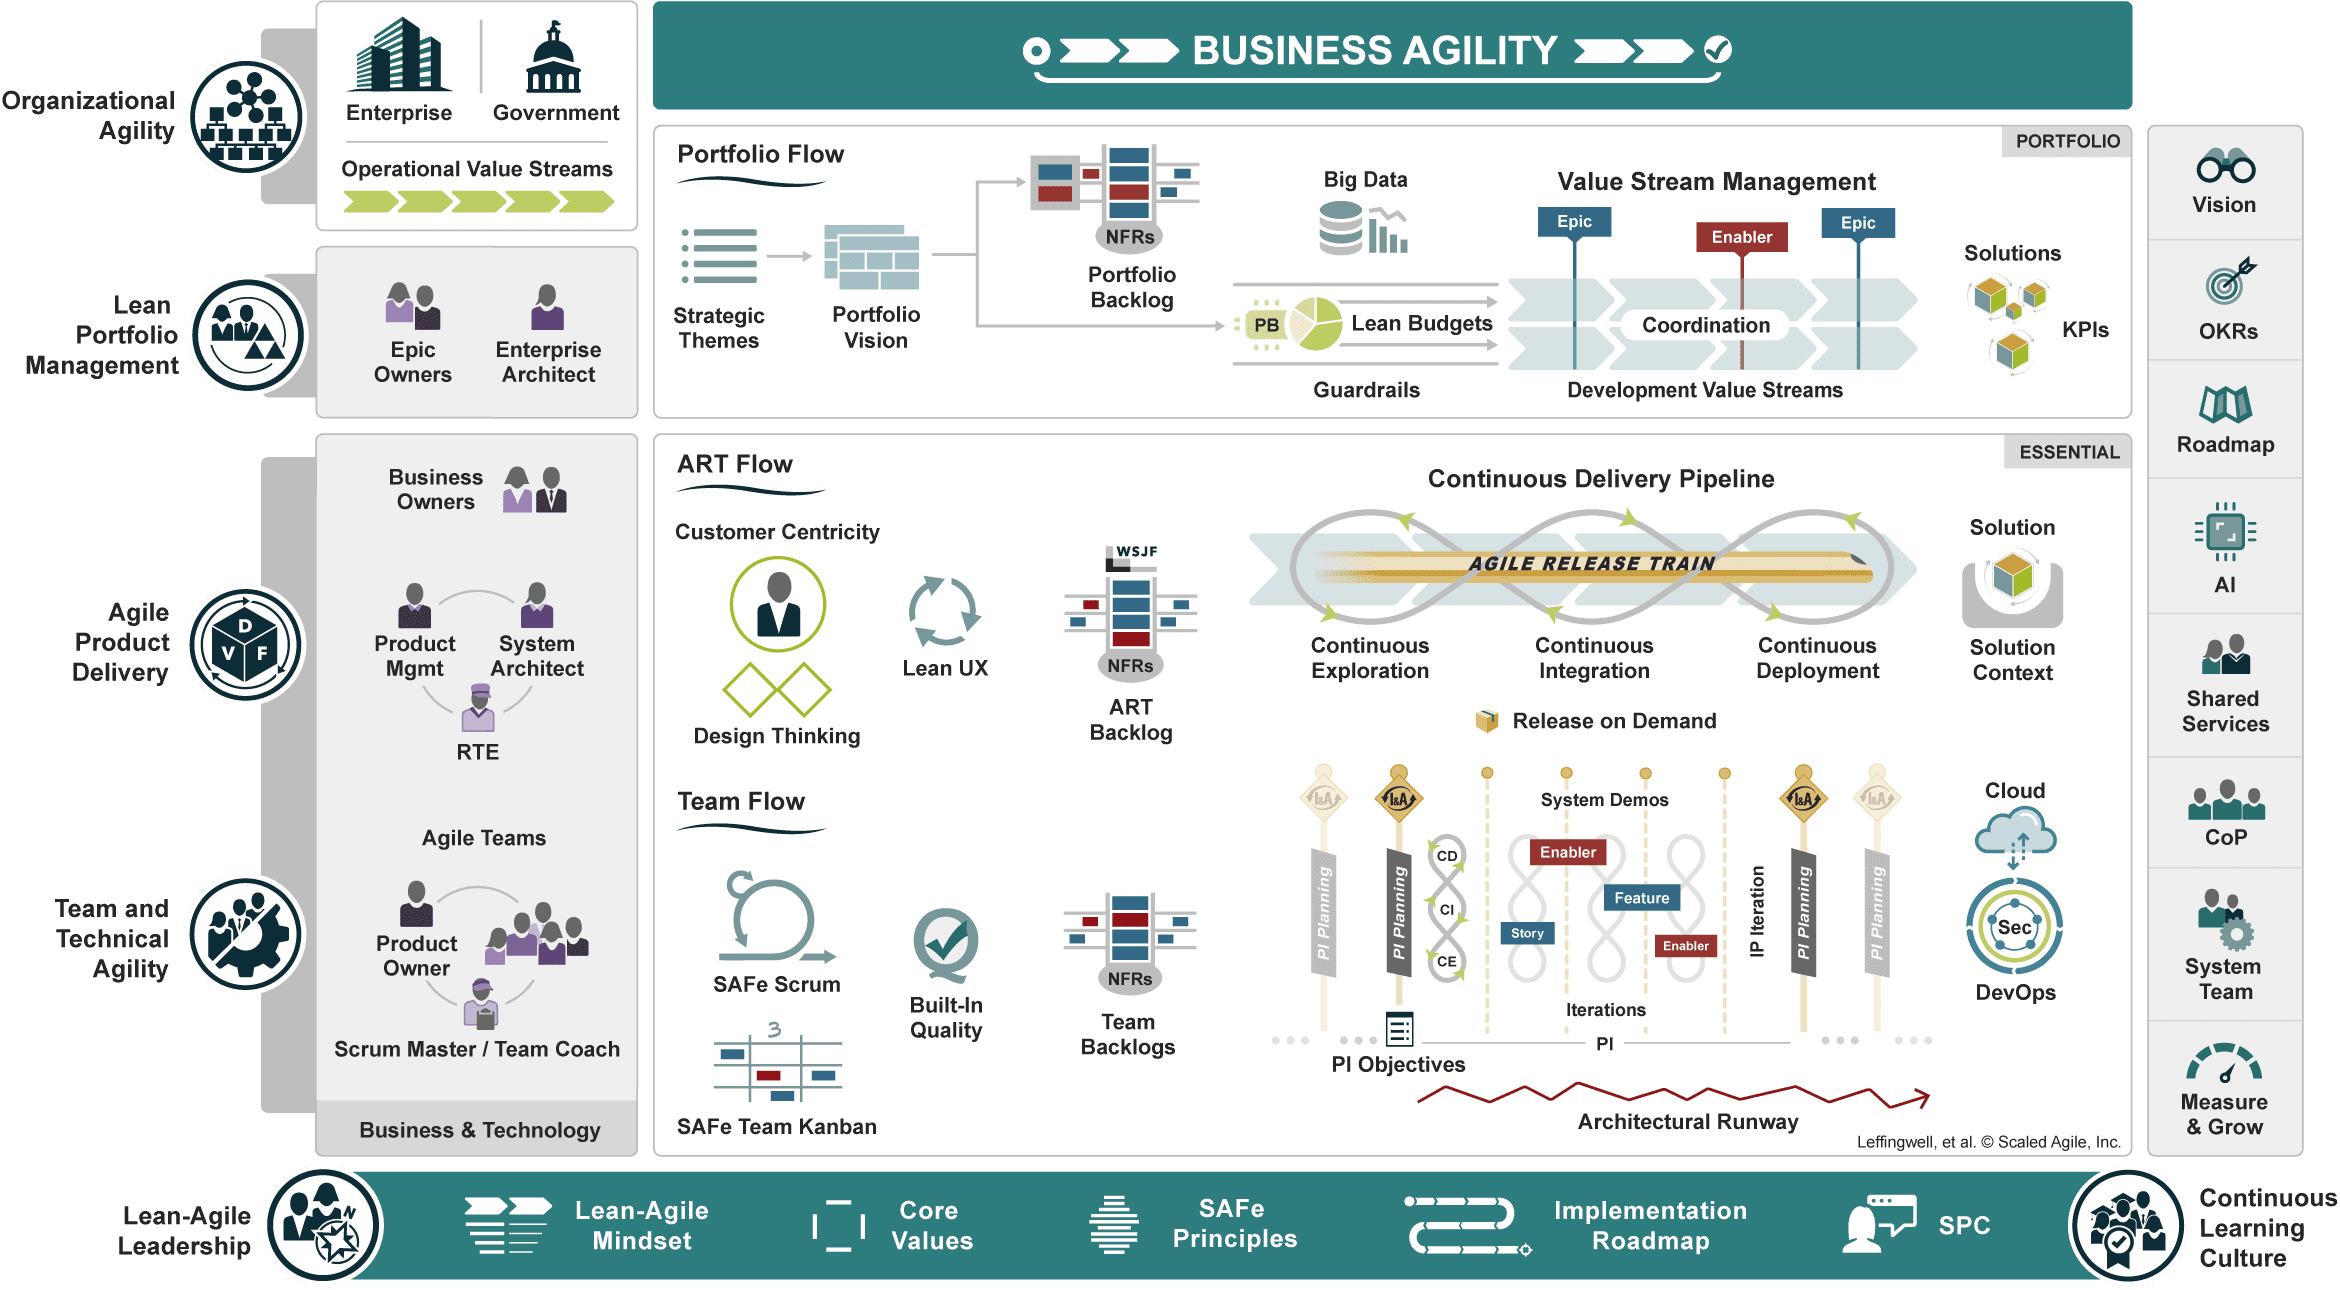 BUSINESS AGILITY
Organizational
Agility
Enterprise
Government
Operational Value Streams
Lean
Portfolio
Management
Epic
Owners
Enterprise
Architect
PORTFOLIO
Portfolio Flow
Strategic
Themes
Portfolio
Vision
NFRs
Portfolio
Backlog
Big Data
PB
Lean Budgets
Guardrails
Value Stream Management
Epic
Enabler
Epic
Coordination
Development Value Streams
Solutions
KPIs
Agile
Product
Delivery
Business
Owners
Product
Mgmt
System
Architect
RTE
Team and
Technical
Agility
Agile Teams
Product
Owner
Scrum Master / Team Coach
Business & Technology
D
V F
ESSENTIAL
ART Flow
Customer Centricity
Design Thinking
Lean UX
WSJF
NFRs
ART
Backlog
Continuous Delivery Pipeline
AGILE RELEASE TRAIN
Continuous
Exploration
Continuous
Integration
Continuous
Deployment
Release on Demand
Solution
Solution
Context
Team Flow
SAFe Scrum
3
SAFe Team Kanban
Built-In
Quality
NFRs
Team
Backlogs
I&A
I&A
I&A
I&A
PI Planning
PI Planning
PI Planning
PI Planning
System Demos
CD
CI
CE
Enabler
Feature
Story
Enabler
IP Iteration
Iterations
PI
PI Objectives
Architectural Runway
Cloud
Sec
DevOps
Leffingwell, et al. © Scaled Agile, Inc.
Vision
OKRs
Roadmap
AI
Shared
Services
CoP
System
Team
Measure
& Grow
Lean-Agile
Leadership
N
Lean-Agile
Mindset
Core
Values
SAFe
Principles
Implementation
Roadmap
SPC
Continuous
Learning
Culture